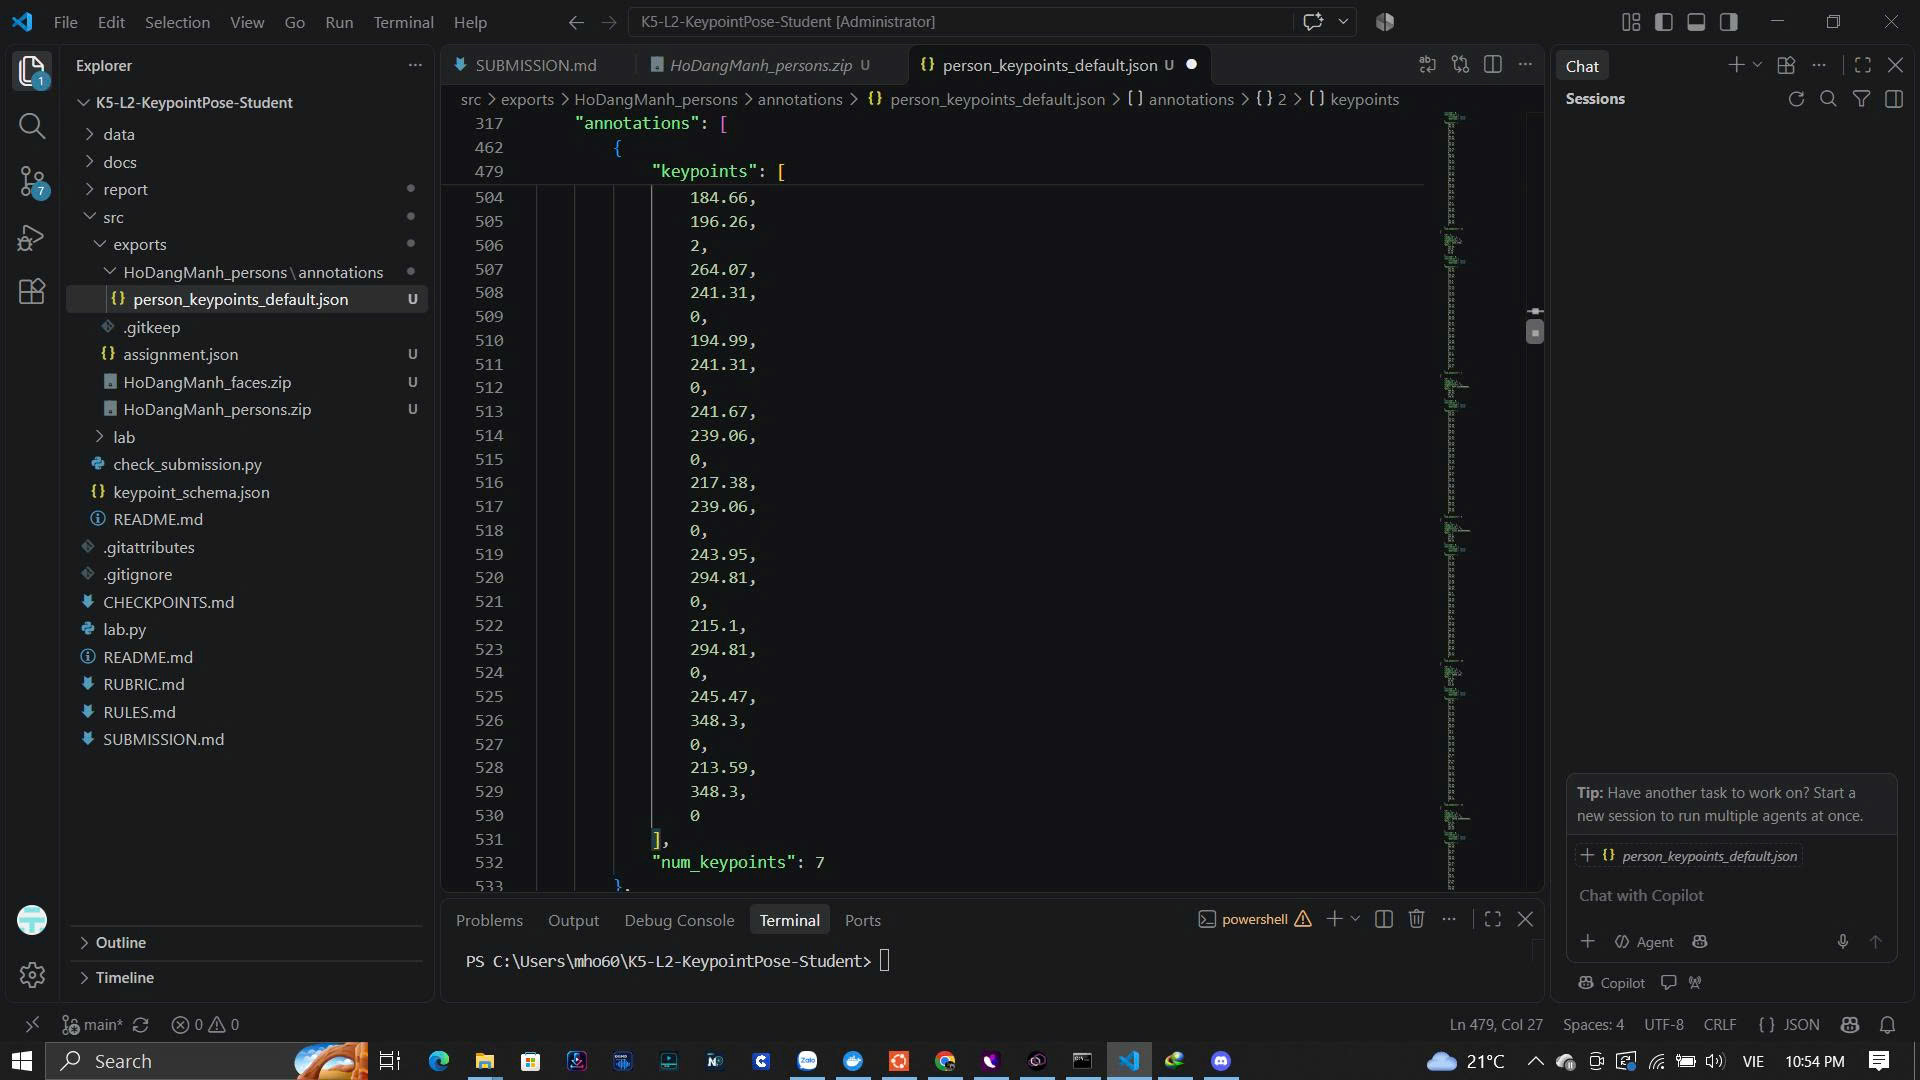 File Edit Selection View Go Run Terminal Help
K5-L2-KeypointPose-Student [Administrator]
Explorer
1
7
K5-L2-KeypointPose-Student
data
docs
report
src
exports
HoDangManh_persons\annotations
person_keypoints_default.json U
.gitkeep
assignment.json U
HoDangManh_faces.zip U
HoDangManh_persons.zip U
lab
check_submission.py
keypoint_schema.json
README.md
.gitattributes
.gitignore
CHECKPOINTS.md
lab.py
README.md
RUBRIC.md
RULES.md
SUBMISSION.md
Outline
Timeline
SUBMISSION.md HoDangManh_persons.zip U person_keypoints_default.json U
src > exports > HoDangManh_persons > annotations > {} person_keypoints_default.json > [ ] annotations > {} 2 > [ ] keypoints
317 "annotations": [
462 {
479 "keypoints": [
504 184.66,
505 196.26,
506 2,
507 264.07,
508 241.31,
509 0,
510 194.99,
511 241.31,
512 0,
513 241.67,
514 239.06,
515 0,
516 217.38,
517 239.06,
518 0,
519 243.95,
520 294.81,
521 0,
522 215.1,
523 294.81,
524 0,
525 245.47,
526 348.3,
527 0,
528 213.59,
529 348.3,
530 0
531 ],
532 "num_keypoints": 7
533 },
Problems Output Debug Console Terminal Ports
powershell
PS C:\Users\mho60\K5-L2-KeypointPose-Student>
Chat
Sessions
Tip: Have another task to work on? Start a
new session to run multiple agents at once.
person_keypoints_default.json
Chat with Copilot
Agent
Copilot
main* 0 0
Ln 479, Col 27 Spaces: 4 UTF-8 CRLF {} JSON
Search
21°C VIE 10:54 PM